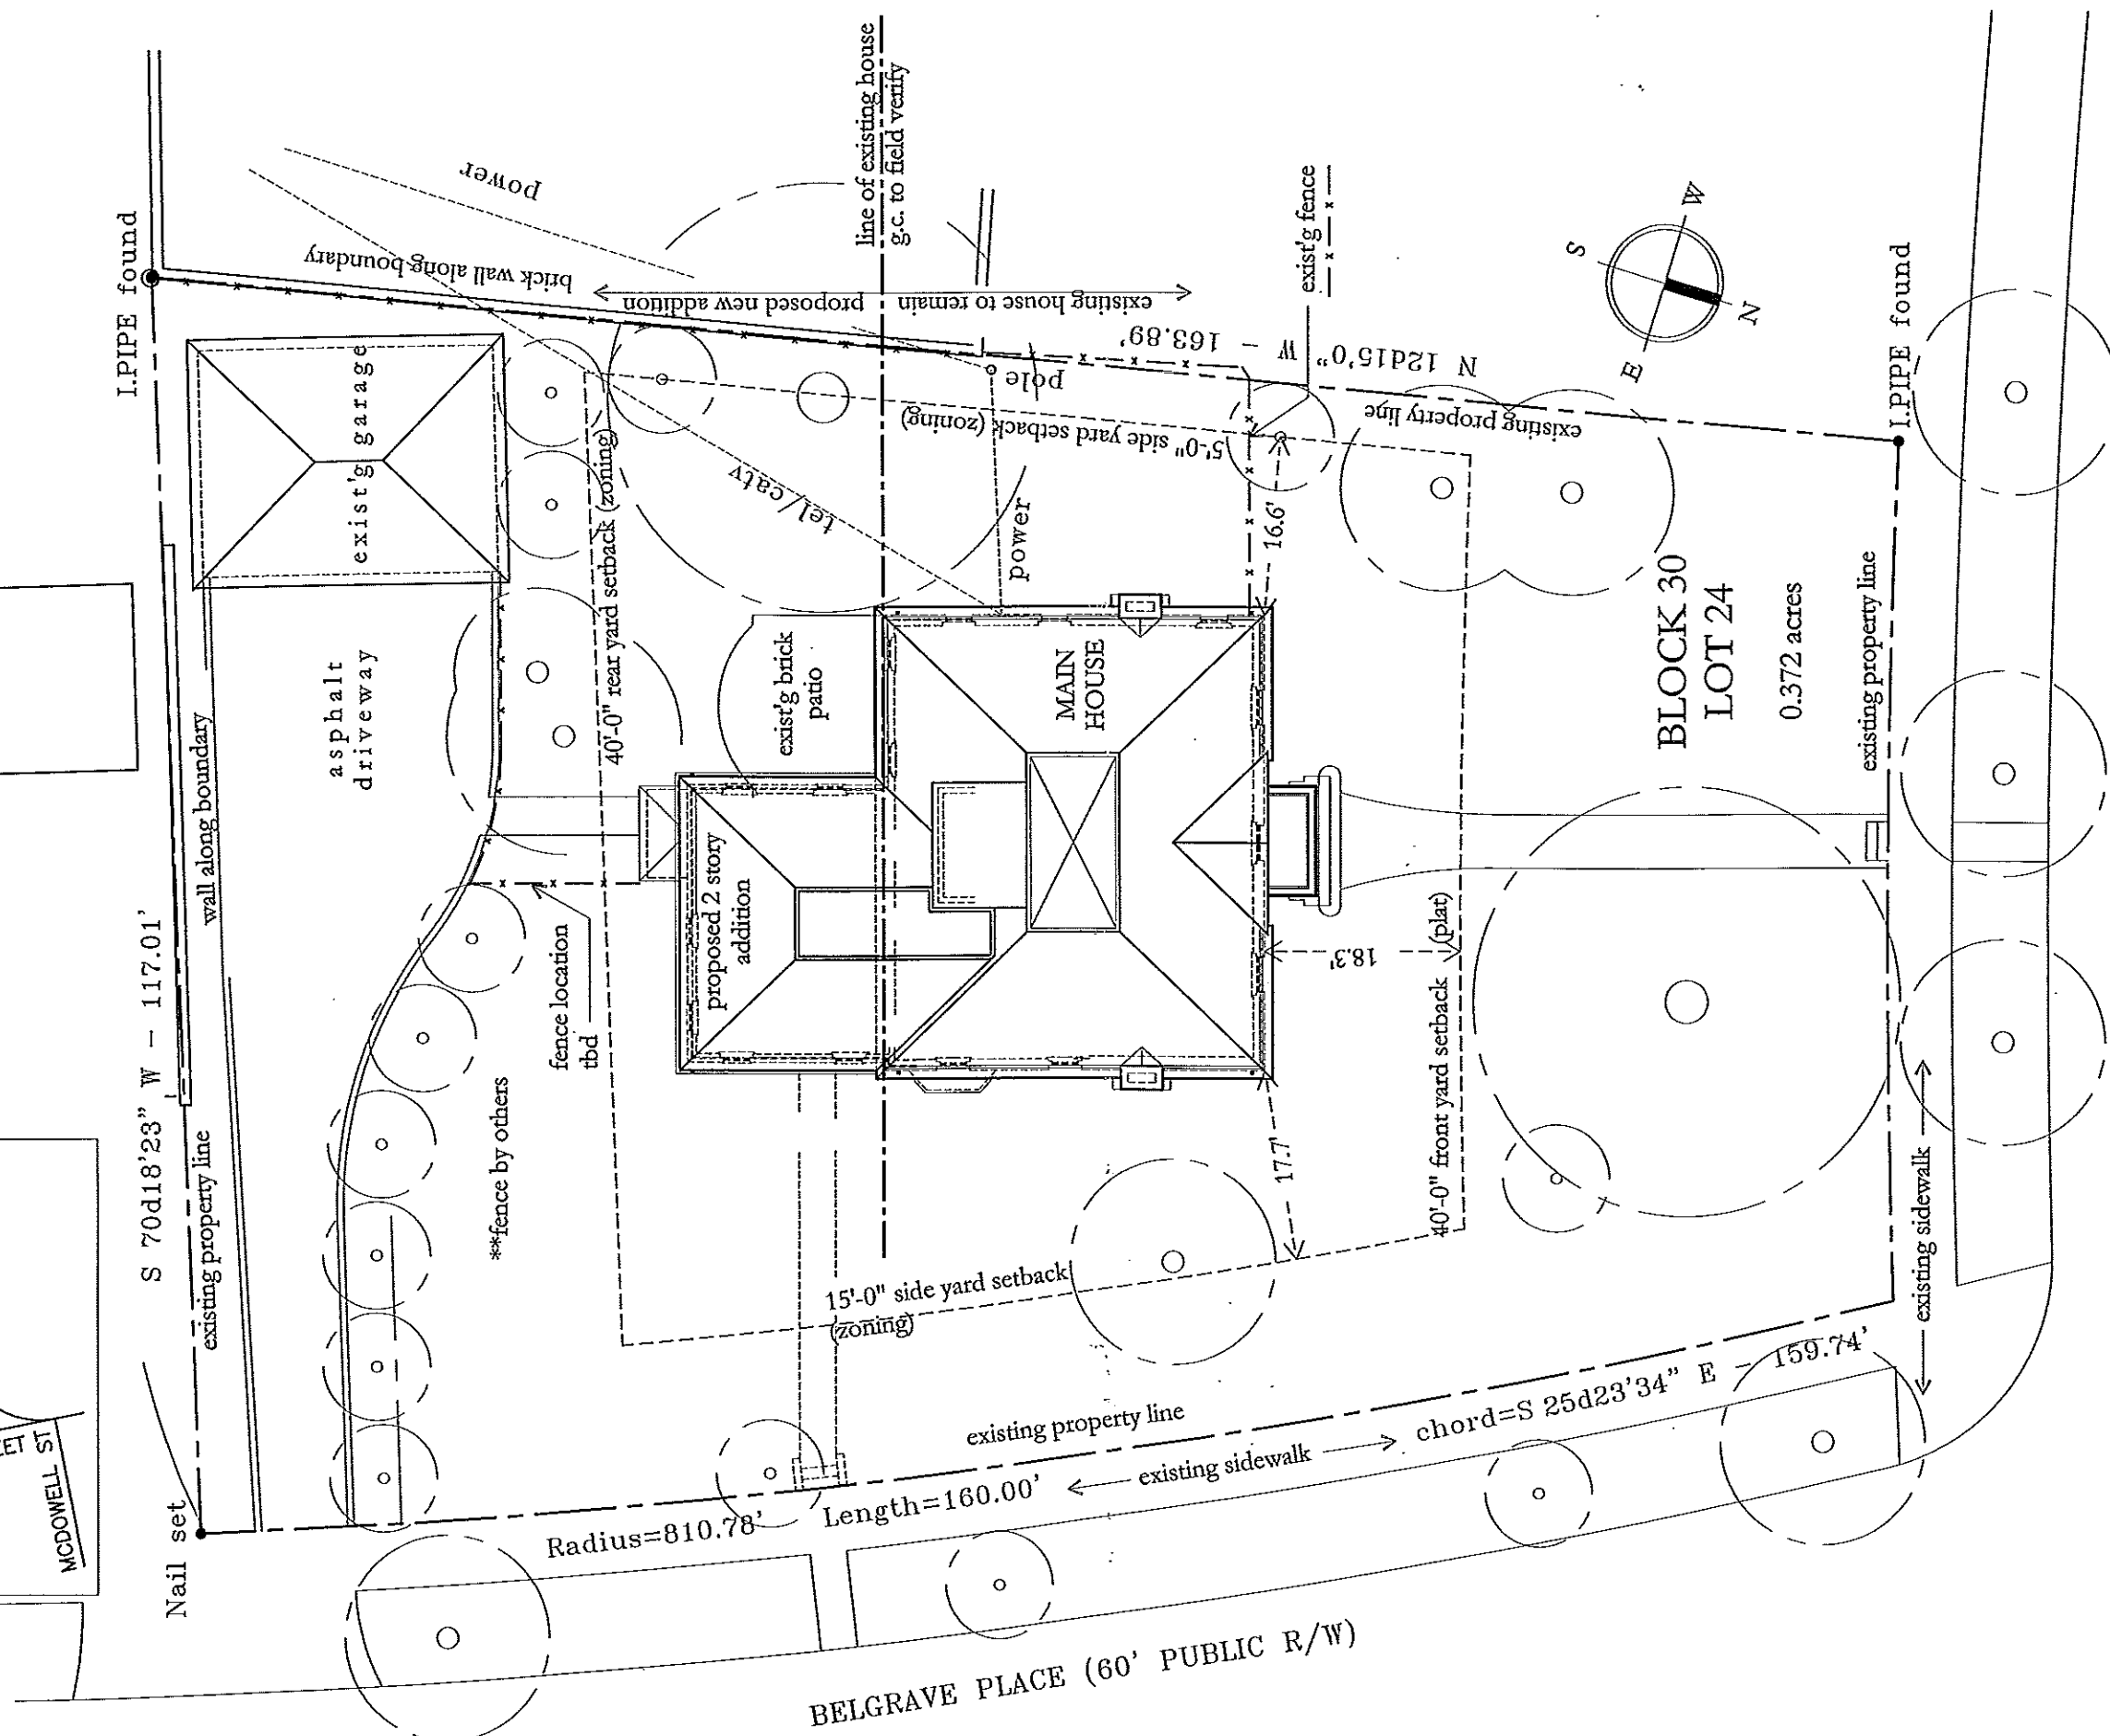 I.PIPE found
power
brick wall along boundary
line of existing house
g.c. to field verify
proposed new addition
existing house to remain
exist'g fence
N 12d15'0" W - 163.89'
S
W
N
E
I.PIPE found
exist'g garage
pole
5'-0" side yard setback (zoning)
existing property line
tel/catv
power
16.6'
40'-0" rear yard setback (zoning)
asphalt
driveway
wall along boundary
exist'g brick
patio
MAIN
HOUSE
BLOCK 30
LOT 24
0.372 acres
existing property line
proposed 2 story
addition
S 70d18'23" W - 117.01'
existing property line
fence location
tbd
**fence by others
18.3'
40'-0" front yard setback (plat)
17.7'
15'-0" side yard setback
(zoning)
existing sidewalk
existing property line
existing sidewalk
chord=S 25d23'34" E - 159.74'
Radius=810.78' Length=160.00'
Nail set
EET
MCDOWELL ST
BELGRAVE PLACE (60' PUBLIC R/W)